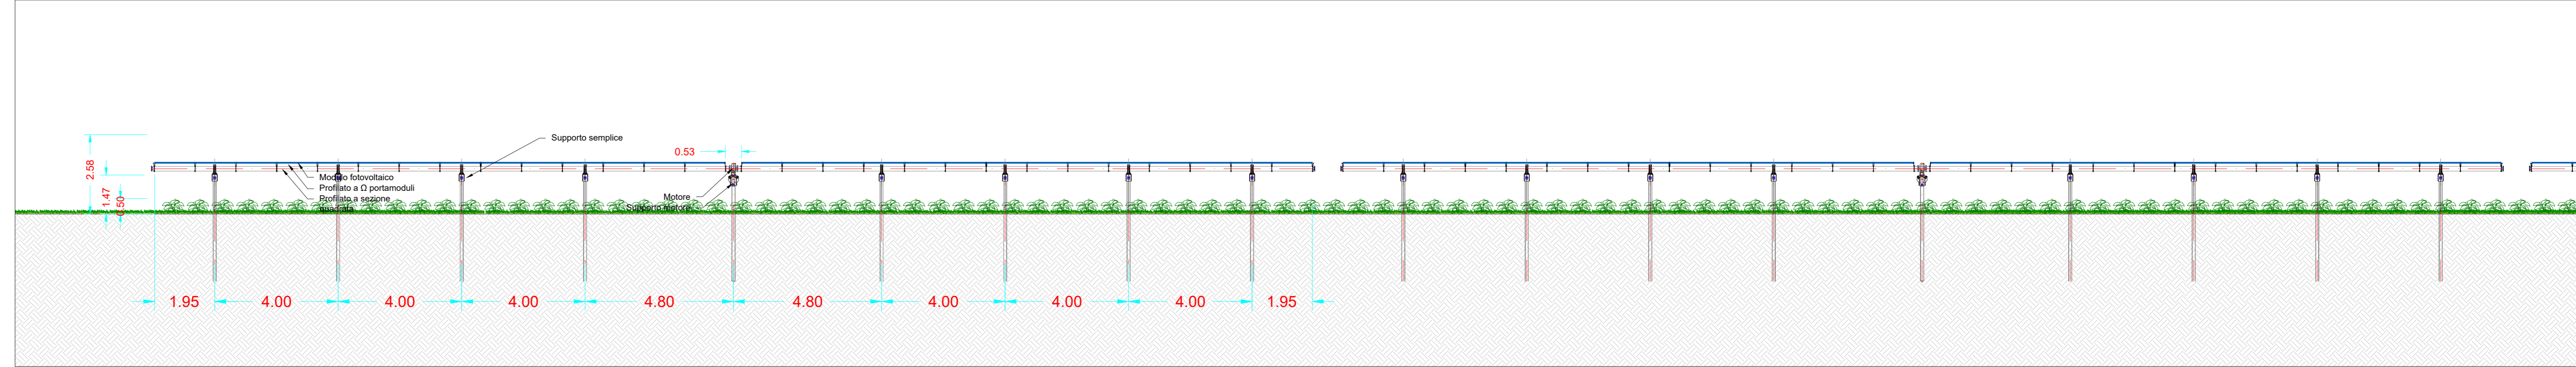 Supporto semplice
0.53
2.58
1.47
0.50
Modulo fotovoltaico
Profilato a Ω portamoduli
Profilato a sezione
quadrata
Motore
Supporto motore
1.95
4.00
4.00
4.00
4.80
4.80
4.00
4.00
4.00
1.95